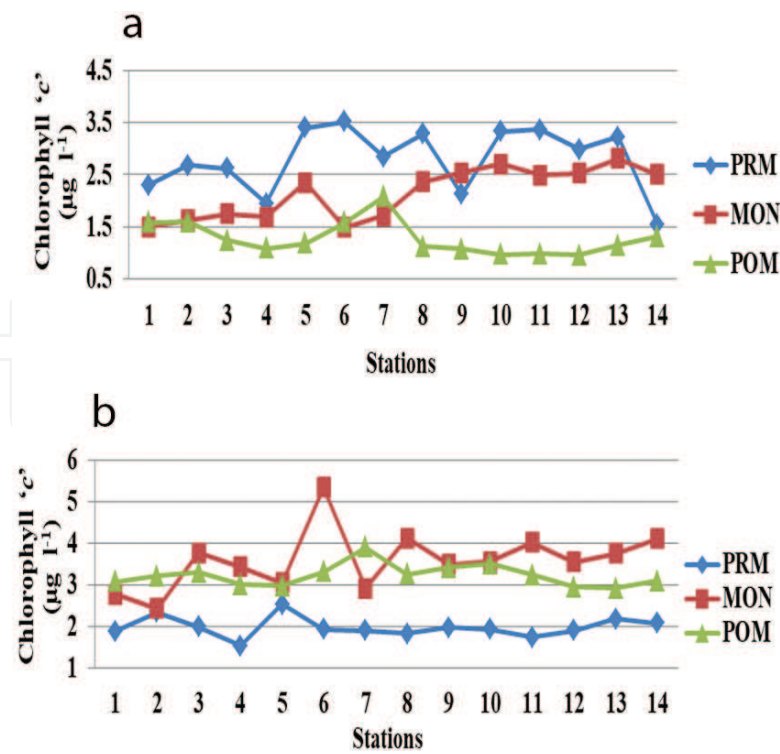 a
Chlorophyll ‘c’
(µg l⁻¹)
4.5
3.5
2.5
1.5
0.5
1 2 3 4 5 6 7 8 9 10 11 12 13 14
Stations
PRM
MON
POM
b
Chlorophyll ‘c’
(µg l⁻¹)
6
5
4
3
2
1
1 2 3 4 5 6 7 8 9 10 11 12 13 14
Stations
PRM
MON
POM